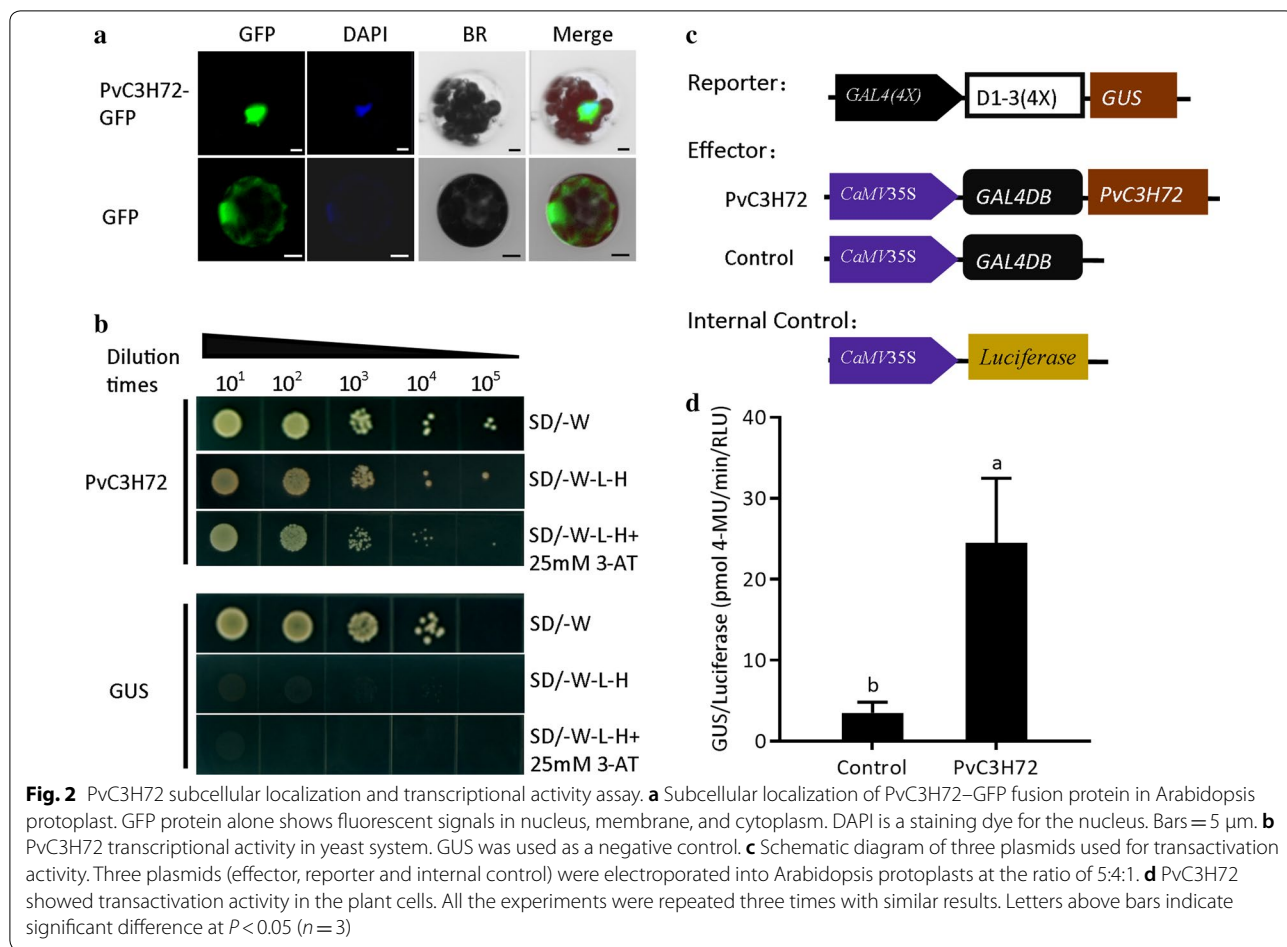 a
GFP DAPI BR Merge
PvC3H72-
GFP
GFP
b
Dilution
times
10¹ 10² 10³ 10⁴ 10⁵
PvC3H72
SD/-W
SD/-W-L-H
SD/-W-L-H+
25mM 3-AT
GUS
SD/-W
SD/-W-L-H
SD/-W-L-H+
25mM 3-AT
c
Reporter:
GAL4(4X) D1-3(4X) GUS
Effector:
PvC3H72 CaMV35S GAL4DB PvC3H72
Control CaMV35S GAL4DB
Internal Control:
CaMV35S Luciferase
d
GUS/Luciferase (pmol 4-MU/min/RLU)
40
30
20
10
0
b
a
Control PvC3H72
Fig. 2 PvC3H72 subcellular localization and transcriptional activity assay. a Subcellular localization of PvC3H72–GFP fusion protein in Arabidopsis
protoplast. GFP protein alone shows fluorescent signals in nucleus, membrane, and cytoplasm. DAPI is a staining dye for the nucleus. Bars = 5 μm. b
PvC3H72 transcriptional activity in yeast system. GUS was used as a negative control. c Schematic diagram of three plasmids used for transactivation
activity. Three plasmids (effector, reporter and internal control) were electroporated into Arabidopsis protoplasts at the ratio of 5:4:1. d PvC3H72
showed transactivation activity in the plant cells. All the experiments were repeated three times with similar results. Letters above bars indicate
significant difference at P < 0.05 (n = 3)